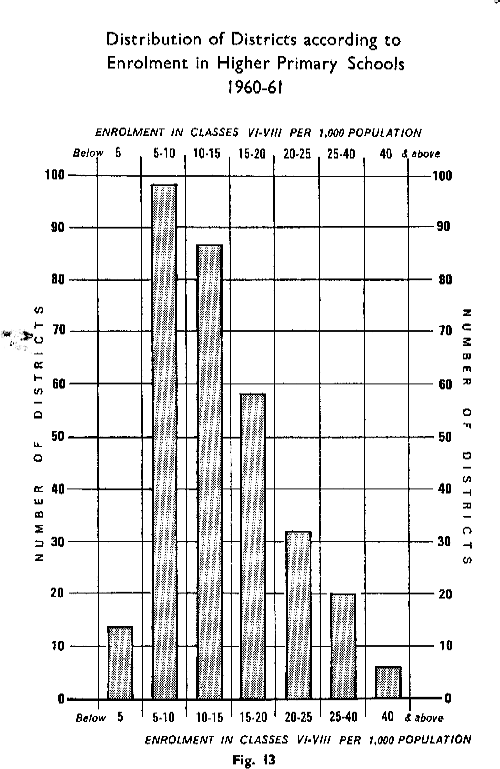 Distribution of Districts according to
Enrolment in Higher Primary Schools
1960-61
ENROLMENT IN CLASSES VI-VIII PER 1,000 POPULATION
Below 5 5-10 10-15 15-20 20-25 25-40 40 & above
100 100
90 90
80 80
70 70
60 60
50 50
40 40
30 30
20 20
10 10
0 0
NUMBER OF DISTRICTS
NUMBER OF DISTRICTS
Below 5 5-10 10-15 15-20 20-25 25-40 40 & above
ENROLMENT IN CLASSES VI-VIII PER 1,000 POPULATION
Fig. 13